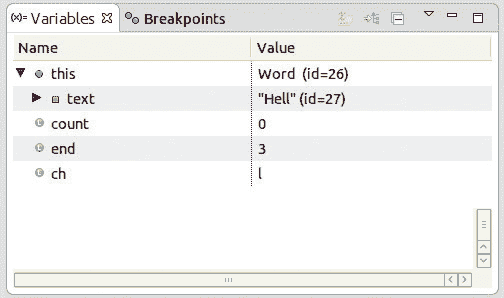 (x)= Variables Breakpoints
Name Value
this Word (id=26)
text "Hell" (id=27)
count 0
end 3
ch l